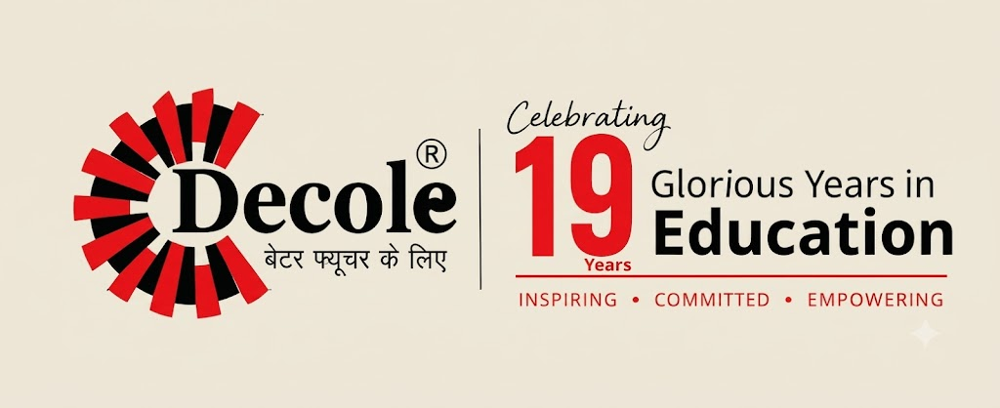 Decole®
बेटर फ्यूचर के लिए
Celebrating
19
Years
Glorious Years in
Education
INSPIRING • COMMITTED • EMPOWERING